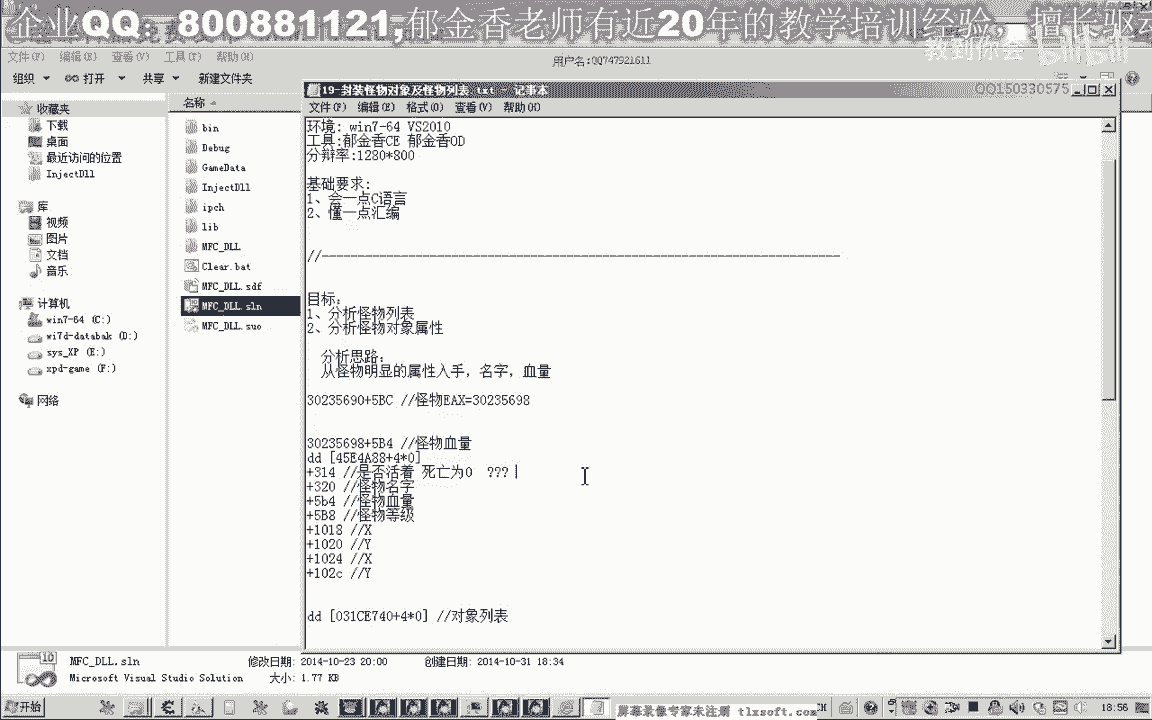 企业QQ：800881121,郁金香老师有近20年的教学培训经验，擅长驱动
教到你会
文件(F) 编辑(E) 查看(V) 工具(T) 帮助(H)
用户名:QQ747921611
组织 打开 共享 新建文件夹
收藏夹
下载
桌面
最近访问的位置
InjectDll
库
视频
图片
文档
音乐
计算机
win7-64 (C:)
wi7d-databak (D:)
sys_XP (E:)
xpd-game (F:)
网络
名称
bin
Debug
GameData
InjectDll
ipch
lib
MFC_DLL
Clear.bat
MFC_DLL.sdf
MFC_DLL.sln
MFC_DLL.suo
19-封装怪物对象及怪物列表.txt - 记事本
QQ150330575
文件(F) 编辑(E) 格式(O) 查看(V) 帮助(H)
环境: win7-64 VS2010
工具:郁金香CE 郁金香OD
分辩率:1280*800
基础要求:
1、会一点C语言
2、懂一点汇编
//------------------------------------------------------------------------
目标:
1、分析怪物列表
2、分析怪物对象属性
分析思路:
从怪物明显的属性入手，名字，血量
30235690+5BC //怪物EAX=30235698
30235698+5B4 //怪物血量
dd [45E4A88+4*0]
+314 //是否活着 死亡为0 ???
+320 //怪物名字
+5b4 //怪物血量
+5B8 //怪物等级
+1018 //X
+1020 //Y
+1024 //X
+102c //Y
dd [031CE740+4*0] //对象列表
MFC_DLL.sln
修改日期: 2014-10-23 20:00
创建日期: 2014-10-31 18:34
Microsoft Visual Studio Solution
大小: 1.77 KB
开始
屏幕录像专家未注册 tlxsoft.com
CH
18:56